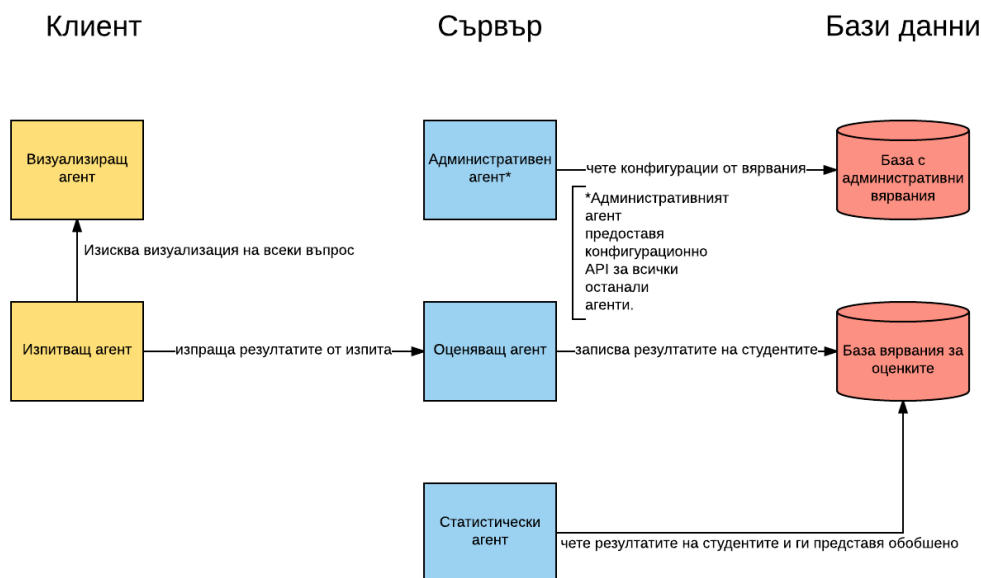 Клиент
Сървър
Бази данни
Визуализиращ
агент
Административен
агент*
чете конфигурации от вярвания
База с
административни
вярвания
*Административният
агент
предоставя
конфигурационно
API за всички
останали
агенти.
Изисква визуализация на всеки въпрос
Изпитващ агент
изпраща резултатите от изпита
Оценяващ агент
записва резултатите на студентите
База вярвания за
оценките
Статистически
агент
чете резултатите на студентите и ги представя обобшено